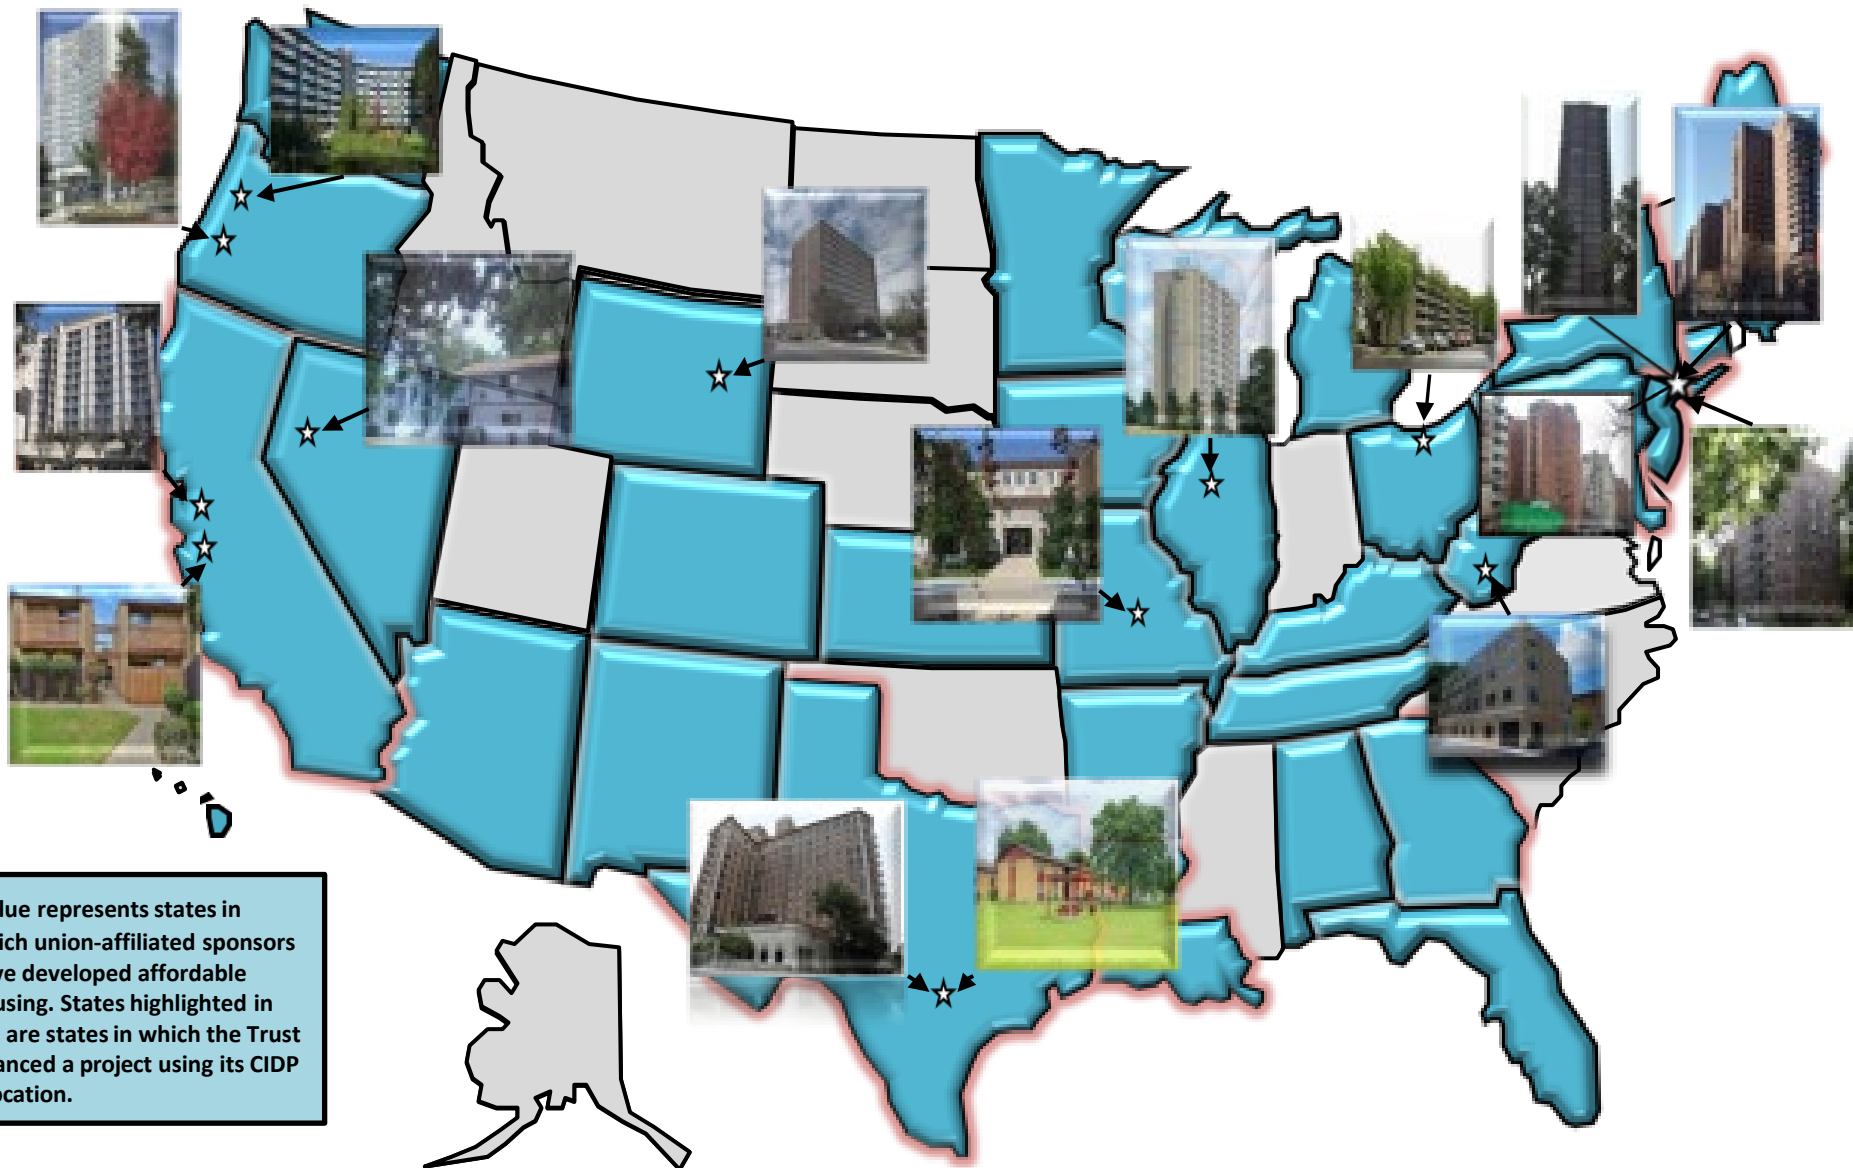 lue represents states in
ich union-affiliated sponsors
ve developed affordable
using. States highlighted in
are states in which the Trust
anced a project using its CIDP
ocation.